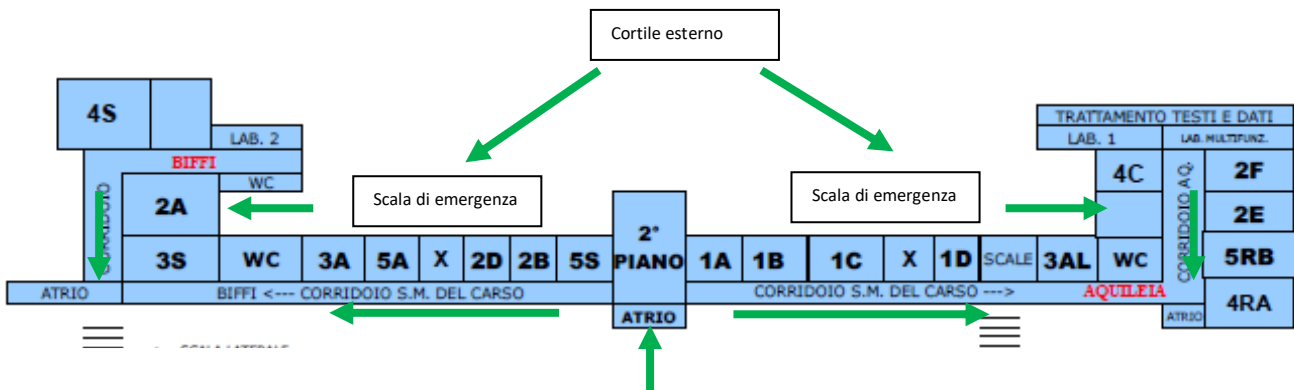 Cortile esterno
4S
LAB. 2
BIFFI
WC
CORRIDOIO
2A
Scala di emergenza
Scala di emergenza
TRATTAMENTO TESTI E DATI
LAB. 1
LAB. MULTIFUNZ.
4C
CORRIDOIO AQ.
2F
2E
3S
WC
3A
5A
X
2D
2B
5S
2°
PIANO
1A
1B
1C
X
1D
SCALE
3AL
WC
5RB
4RA
ATRIO
BIFFI <--- CORRIDOIO S.M. DEL CARSO
CORRIDOIO S.M. DEL CARSO --->
AQUILEIA
ATRIO
ATRIO